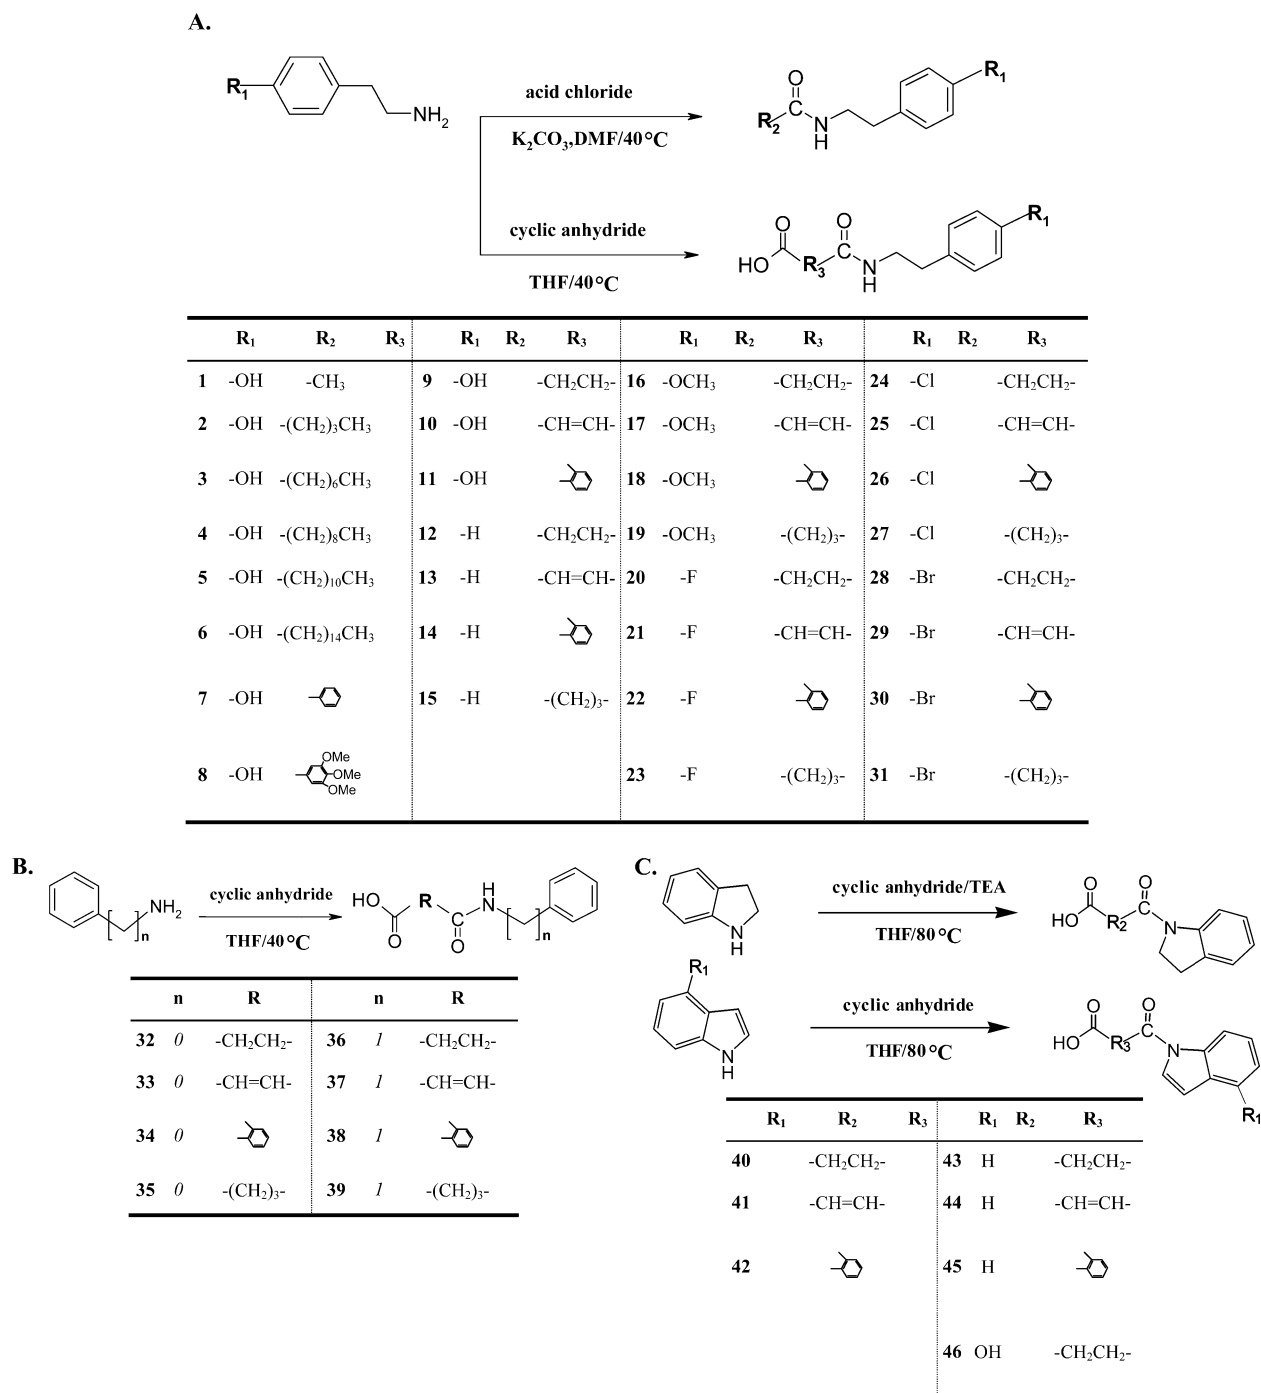 A.
R1
NH2
acid chloride
K2CO3,DMF/40°C
O
C
R2
N
H
R1
cyclic anhydride
THF/40°C
O
HO
C
R3
O
C
N
H
R1
R1 R2 R3 R1 R2 R3 R1 R2 R3 R1 R2 R3
1 -OH -CH3 9 -OH -CH2CH2- 16 -OCH3 -CH2CH2- 24 -Cl -CH2CH2-
2 -OH -(CH2)3CH3 10 -OH -CH=CH- 17 -OCH3 -CH=CH- 25 -Cl -CH=CH-
3 -OH -(CH2)6CH3 11 -OH 18 -OCH3 26 -Cl
4 -OH -(CH2)8CH3 12 -H -CH2CH2- 19 -OCH3 -(CH2)3- 27 -Cl -(CH2)3-
5 -OH -(CH2)10CH3 13 -H -CH=CH- 20 -F -CH2CH2- 28 -Br -CH2CH2-
6 -OH -(CH2)14CH3 14 -H 21 -F -CH=CH- 29 -Br -CH=CH-
7 -OH 15 -H -(CH2)3- 22 -F 30 -Br
8 -OH OMe OMe OMe 23 -F -(CH2)3- 31 -Br -(CH2)3-
B.
NH2
n
cyclic anhydride
THF/40°C
HO
C
O
R
C
O
H
N
n
n R n R
32 0 -CH2CH2- 36 1 -CH2CH2-
33 0 -CH=CH- 37 1 -CH=CH-
34 0 38 1
35 0 -(CH2)3- 39 1 -(CH2)3-
C.
N
H
cyclic anhydride/TEA
THF/80°C
O
HO
C
R2
O
C
N
R1
N
H
cyclic anhydride
THF/80°C
O
HO
C
R3
O
C
N
R1
R1 R2 R3 R1 R2 R3
40 -CH2CH2- 43 H -CH2CH2-
41 -CH=CH- 44 H -CH=CH-
42 45 H
46 OH -CH2CH2-